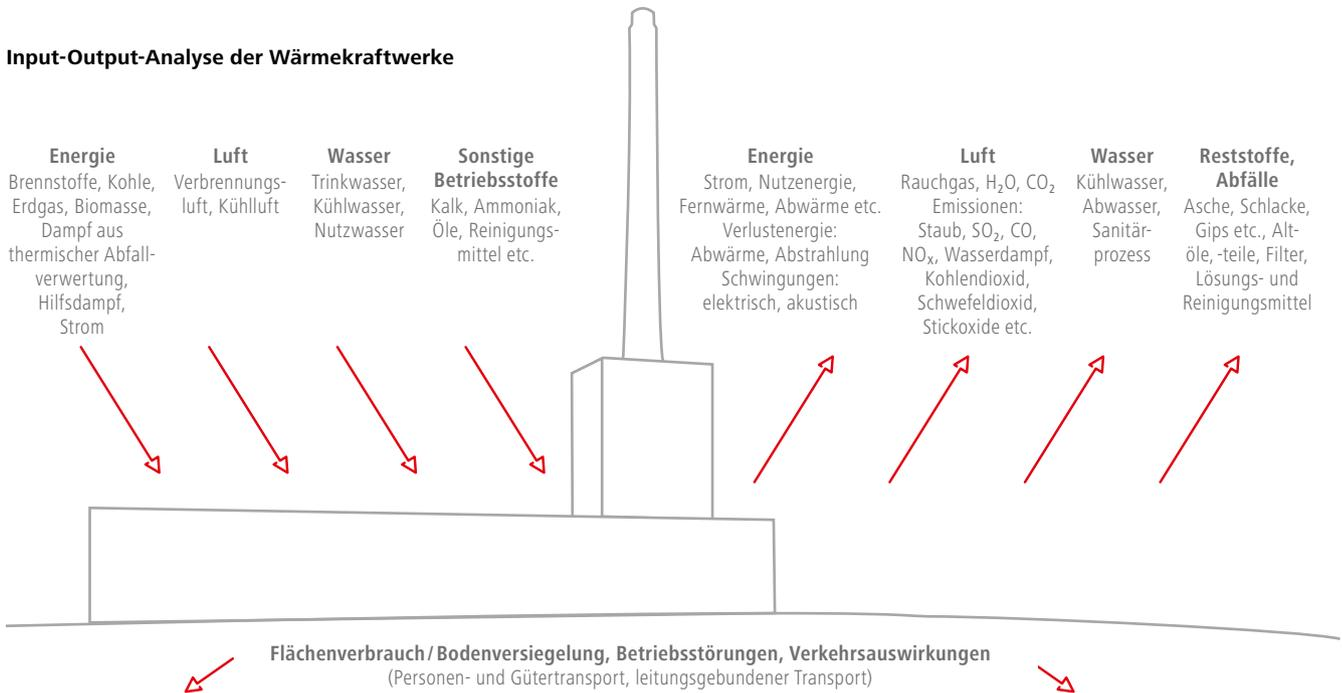 Input-Output-Analyse der Wärmekraftwerke
Energie
Brennstoffe, Kohle,
Erdgas, Biomasse,
Dampf aus
thermischer Abfall-
verwertung,
Hilfsdampf,
Strom
Luft
Verbrennungs-
luft, Kühlluft
Wasser
Trinkwasser,
Kühlwasser,
Nutzwasser
Sonstige
Betriebsstoffe
Kalk, Ammoniak,
Öle, Reinigungs-
mittel etc.
Energie
Strom, Nutzenergie,
Fernwärme, Abwärme etc.
Verlustenergie:
Abwärme, Abstrahlung
Schwingungen:
elektrisch, akustisch
Luft
Rauchgas, H₂O, CO₂
Emissionen:
Staub, SO₂, CO,
NOₓ, Wasserdampf,
Kohlendioxid,
Schwefeldioxid,
Stickoxide etc.
Wasser
Kühlwasser,
Abwasser,
Sanitär-
prozess
Reststoffe,
Abfälle
Asche, Schlacke,
Gips etc., Alt-
öle, -teile, Filter,
Lösungs- und
Reinigungsmittel
Flächenverbrauch/Bodenversiegelung, Betriebsstörungen, Verkehrsauswirkungen
(Personen- und Gütertransport, leitungsgebundener Transport)